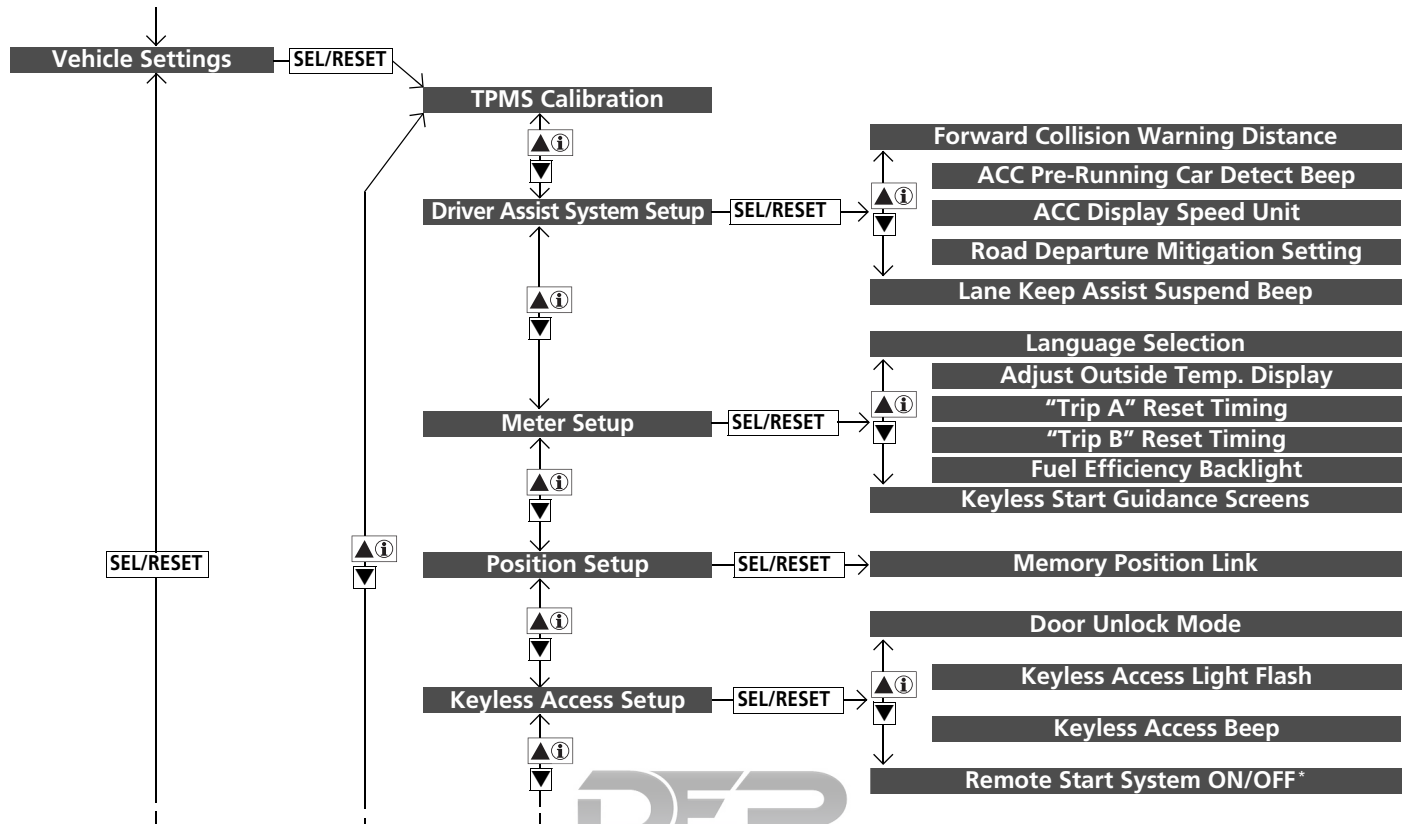 Vehicle Settings
SEL/RESET
TPMS Calibration
Driver Assist System Setup
SEL/RESET
Forward Collision Warning Distance
ACC Pre-Running Car Detect Beep
ACC Display Speed Unit
Road Departure Mitigation Setting
Lane Keep Assist Suspend Beep
Meter Setup
SEL/RESET
Language Selection
Adjust Outside Temp. Display
“Trip A” Reset Timing
“Trip B” Reset Timing
Fuel Efficiency Backlight
Keyless Start Guidance Screens
SEL/RESET
Position Setup
SEL/RESET
Memory Position Link
Keyless Access Setup
SEL/RESET
Door Unlock Mode
Keyless Access Light Flash
Keyless Access Beep
Remote Start System ON/OFF*